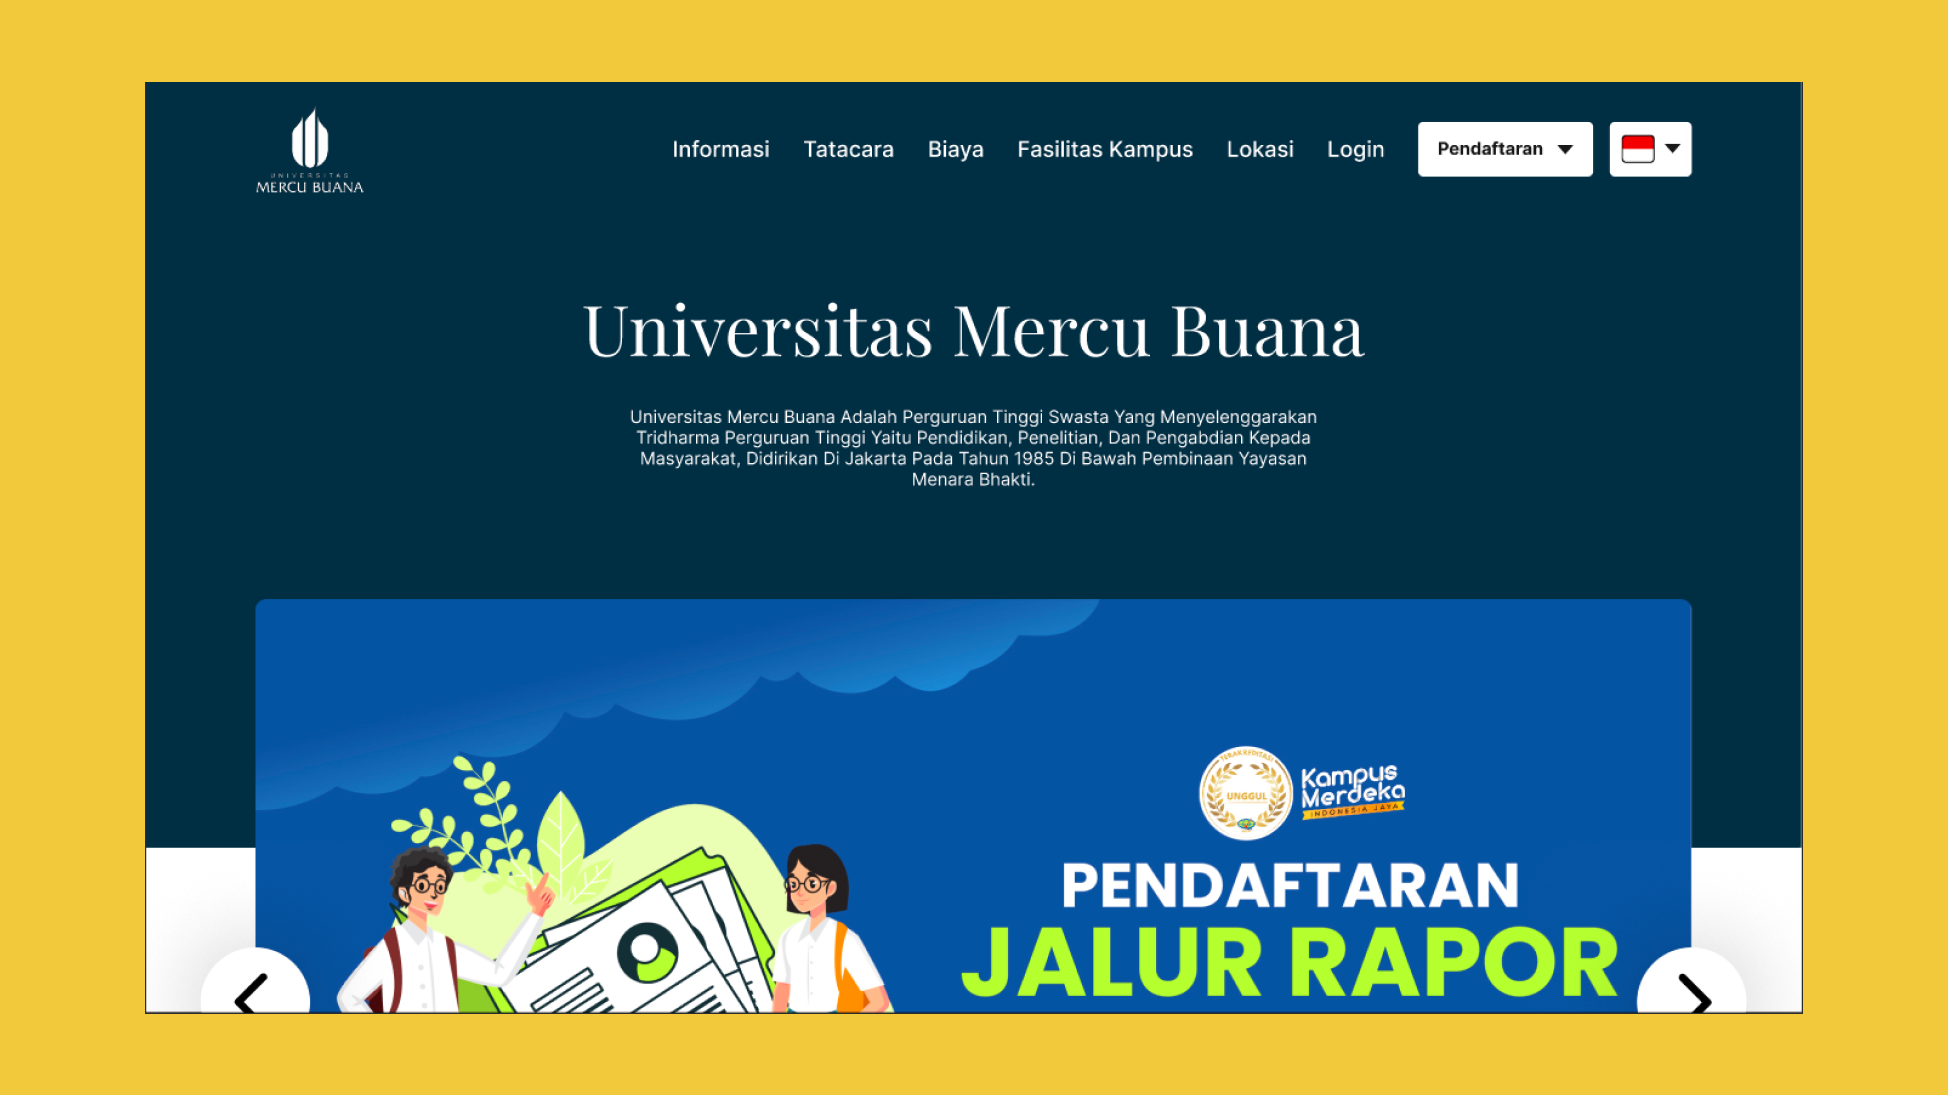 UNIVERSITAS
MERCU BUANA
Informasi
Tatacara
Biaya
Fasilitas Kampus
Lokasi
Login
Pendaftaran
Universitas Mercu Buana
Universitas Mercu Buana Adalah Perguruan Tinggi Swasta Yang Menyelenggarakan
Tridharma Perguruan Tinggi Yaitu Pendidikan, Penelitian, Dan Pengabdian Kepada
Masyarakat, Didirikan Di Jakarta Pada Tahun 1985 Di Bawah Pembinaan Yayasan
Menara Bhakti.
TERAKREDITASI
UNGGUL
Kampus
Merdeka
INDONESIA JAYA
PENDAFTARAN
JALUR RAPOR